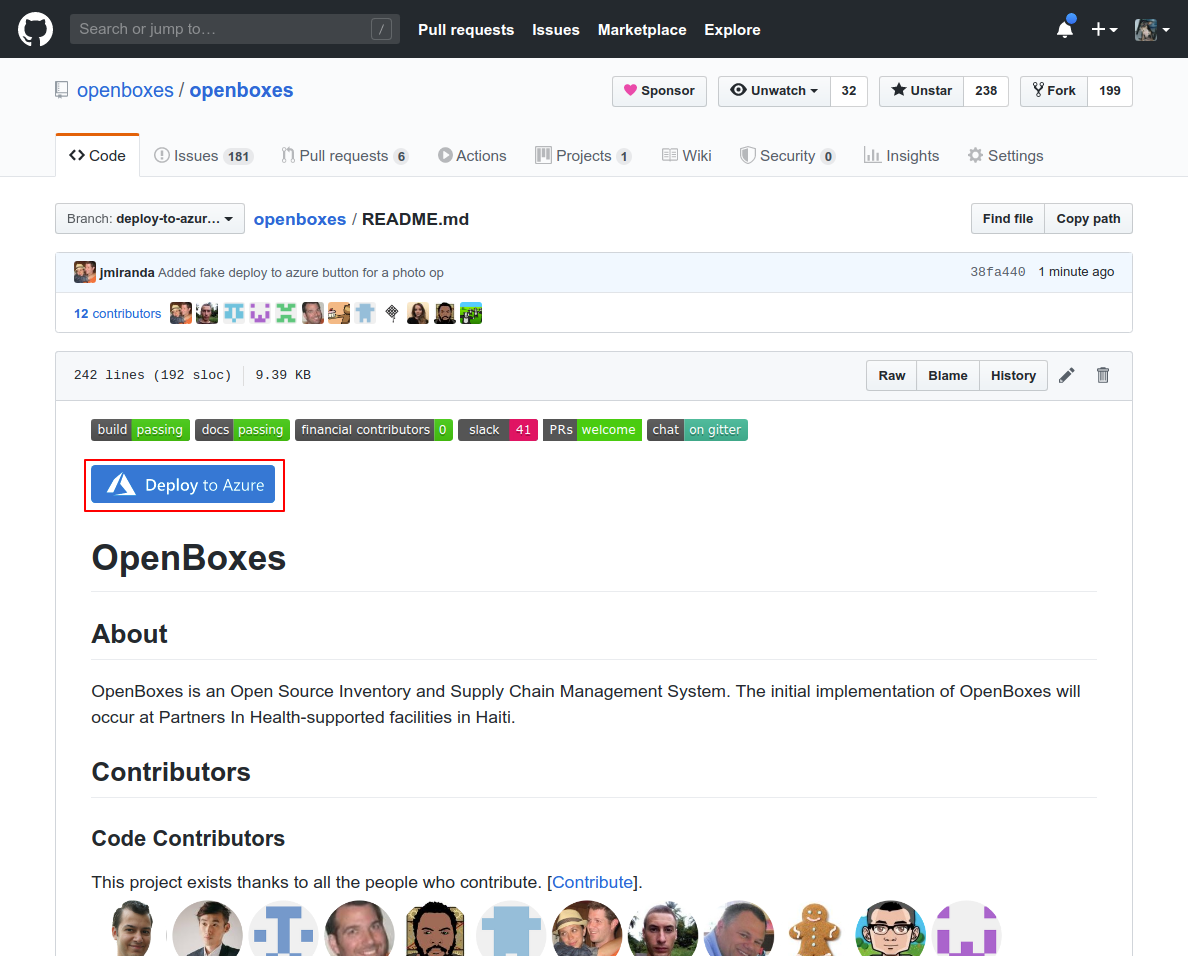 Search or jump to… / Pull requests Issues Marketplace Explore
openboxes / openboxes Sponsor Unwatch 32 Unstar 238 Fork 199
Code Issues 181 Pull requests 6 Actions Projects 1 Wiki Security 0 Insights Settings
Branch: deploy-to-azur... openboxes / README.md Find file Copy path
jmiranda Added fake deploy to azure button for a photo op 38fa440 1 minute ago
12 contributors
242 lines (192 sloc) 9.39 KB Raw Blame History
build passing docs passing financial contributors 0 slack 41 PRs welcome chat on gitter
Deploy to Azure
OpenBoxes
About
OpenBoxes is an Open Source Inventory and Supply Chain Management System. The initial implementation of OpenBoxes will
occur at Partners In Health-supported facilities in Haiti.
Contributors
Code Contributors
This project exists thanks to all the people who contribute. [Contribute].